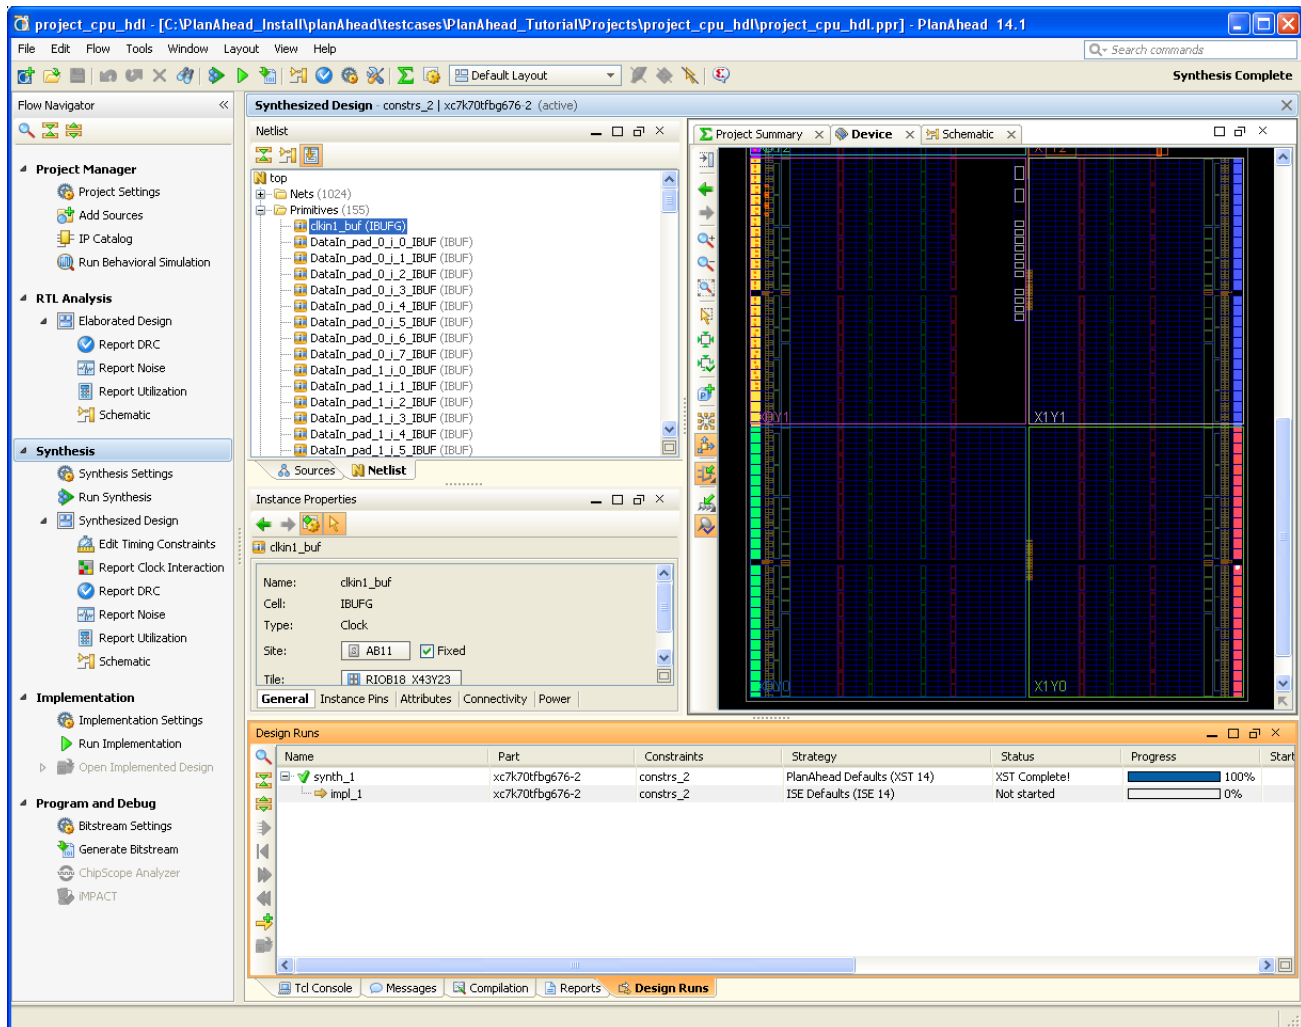 project_cpu_hdl - [C:\PlanAhead_Install\planAhead\testcases\PlanAhead_Tutorial\Projects\project_cpu_hdl\project_cpu_hdl.ppr] - PlanAhead 14.1
File Edit Flow Tools Window Layout View Help
Search commands
Default Layout
Synthesis Complete
Flow Navigator
Project Manager
Project Settings
Add Sources
IP Catalog
Run Behavioral Simulation
RTL Analysis
Elaborated Design
Report DRC
Report Noise
Report Utilization
Schematic
Synthesis
Synthesis Settings
Run Synthesis
Synthesized Design
Edit Timing Constraints
Report Clock Interaction
Report DRC
Report Noise
Report Utilization
Schematic
Implementation
Implementation Settings
Run Implementation
Open Implemented Design
Program and Debug
Bitstream Settings
Generate Bitstream
ChipScope Analyzer
iMPACT
Synthesized Design - constrs_2 | xc7k70tfbg676-2 (active)
Netlist
top
Nets (1024)
Primitives (155)
clkin1_buf (IBUFG)
DataIn_pad_0_i_0_IBUF (IBUF)
DataIn_pad_0_i_1_IBUF (IBUF)
DataIn_pad_0_i_2_IBUF (IBUF)
DataIn_pad_0_i_3_IBUF (IBUF)
DataIn_pad_0_i_4_IBUF (IBUF)
DataIn_pad_0_i_5_IBUF (IBUF)
DataIn_pad_0_i_6_IBUF (IBUF)
DataIn_pad_0_i_7_IBUF (IBUF)
DataIn_pad_1_i_0_IBUF (IBUF)
DataIn_pad_1_i_1_IBUF (IBUF)
DataIn_pad_1_i_2_IBUF (IBUF)
DataIn_pad_1_i_3_IBUF (IBUF)
DataIn_pad_1_i_4_IBUF (IBUF)
DataIn_pad_1_i_5_IBUF (IBUF)
Sources Netlist
Instance Properties
clkin1_buf
Name: clkin1_buf
Cell: IBUFG
Type: Clock
Site: AB11 Fixed
Tile: RIOB18_X43Y23
General Instance Pins Attributes Connectivity Power
Project Summary Device Schematic
X0Y1 X1Y1
X0Y0 X1Y0
Design Runs
Name Part Constraints Strategy Status Progress Start
synth_1 xc7k70tfbg676-2 constrs_2 PlanAhead Defaults (XST 14) XST Complete! 100%
impl_1 xc7k70tfbg676-2 constrs_2 ISE Defaults (ISE 14) Not started 0%
Tcl Console Messages Compilation Reports Design Runs